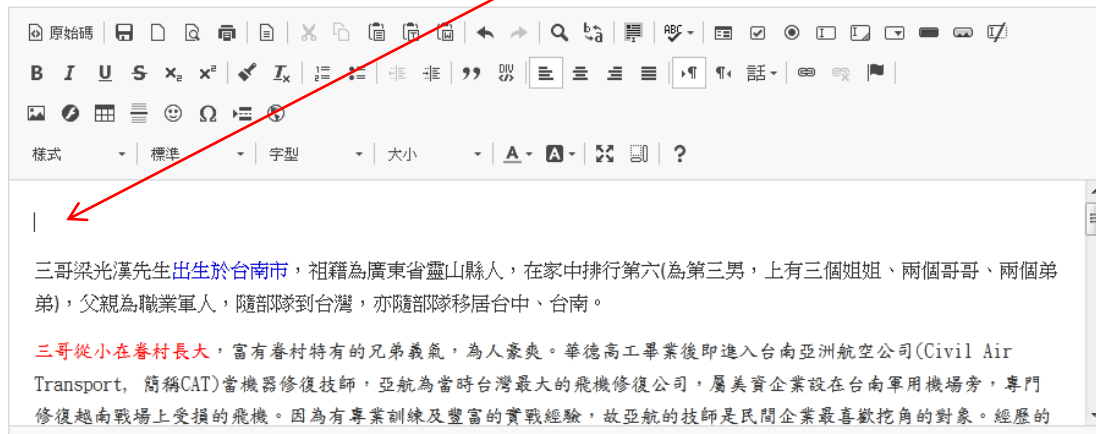 原始碼
ABC
B I U S x₂ x² Iₓ DIV 話
Ω
樣式 標準 字型 大小 A A ?
三哥梁光漢先生出生於台南市，祖籍為廣東省靈山縣人，在家中排行第六(為第三男，上有三個姐姐、兩個哥哥、兩個弟
弟)，父親為職業軍人，隨部隊到台灣，亦隨部隊移居台中、台南。
三哥從小在眷村長大，富有眷村特有的兄弟義氣，為人豪爽。華德高工畢業後即進入台南亞洲航空公司(Civil Air
Transport, 簡稱CAT)當機器修復技師，亞航為當時台灣最大的飛機修復公司，屬美資企業設在台南軍用機場旁，專門
修復越南戰場上受損的飛機。因為有專業訓練及豐富的實戰經驗，故亞航的技師是民間企業最喜歡挖角的對象。經歷的